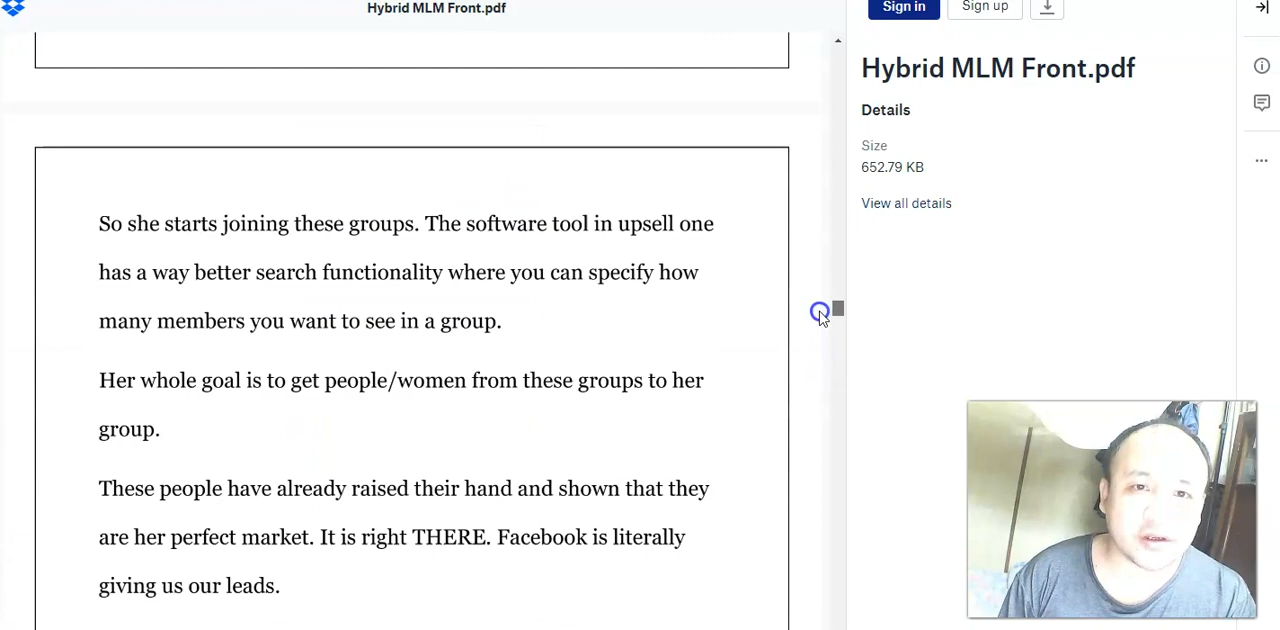 Hybrid MLM Front.pdf
Sign in
Sign up
Hybrid MLM Front.pdf
Details
Size
652.79 KB
View all details
So she starts joining these groups. The software tool in upsell one
has a way better search functionality where you can specify how
many members you want to see in a group.
Her whole goal is to get people/women from these groups to her
group.
These people have already raised their hand and shown that they
are her perfect market. It is right THERE. Facebook is literally
giving us our leads.